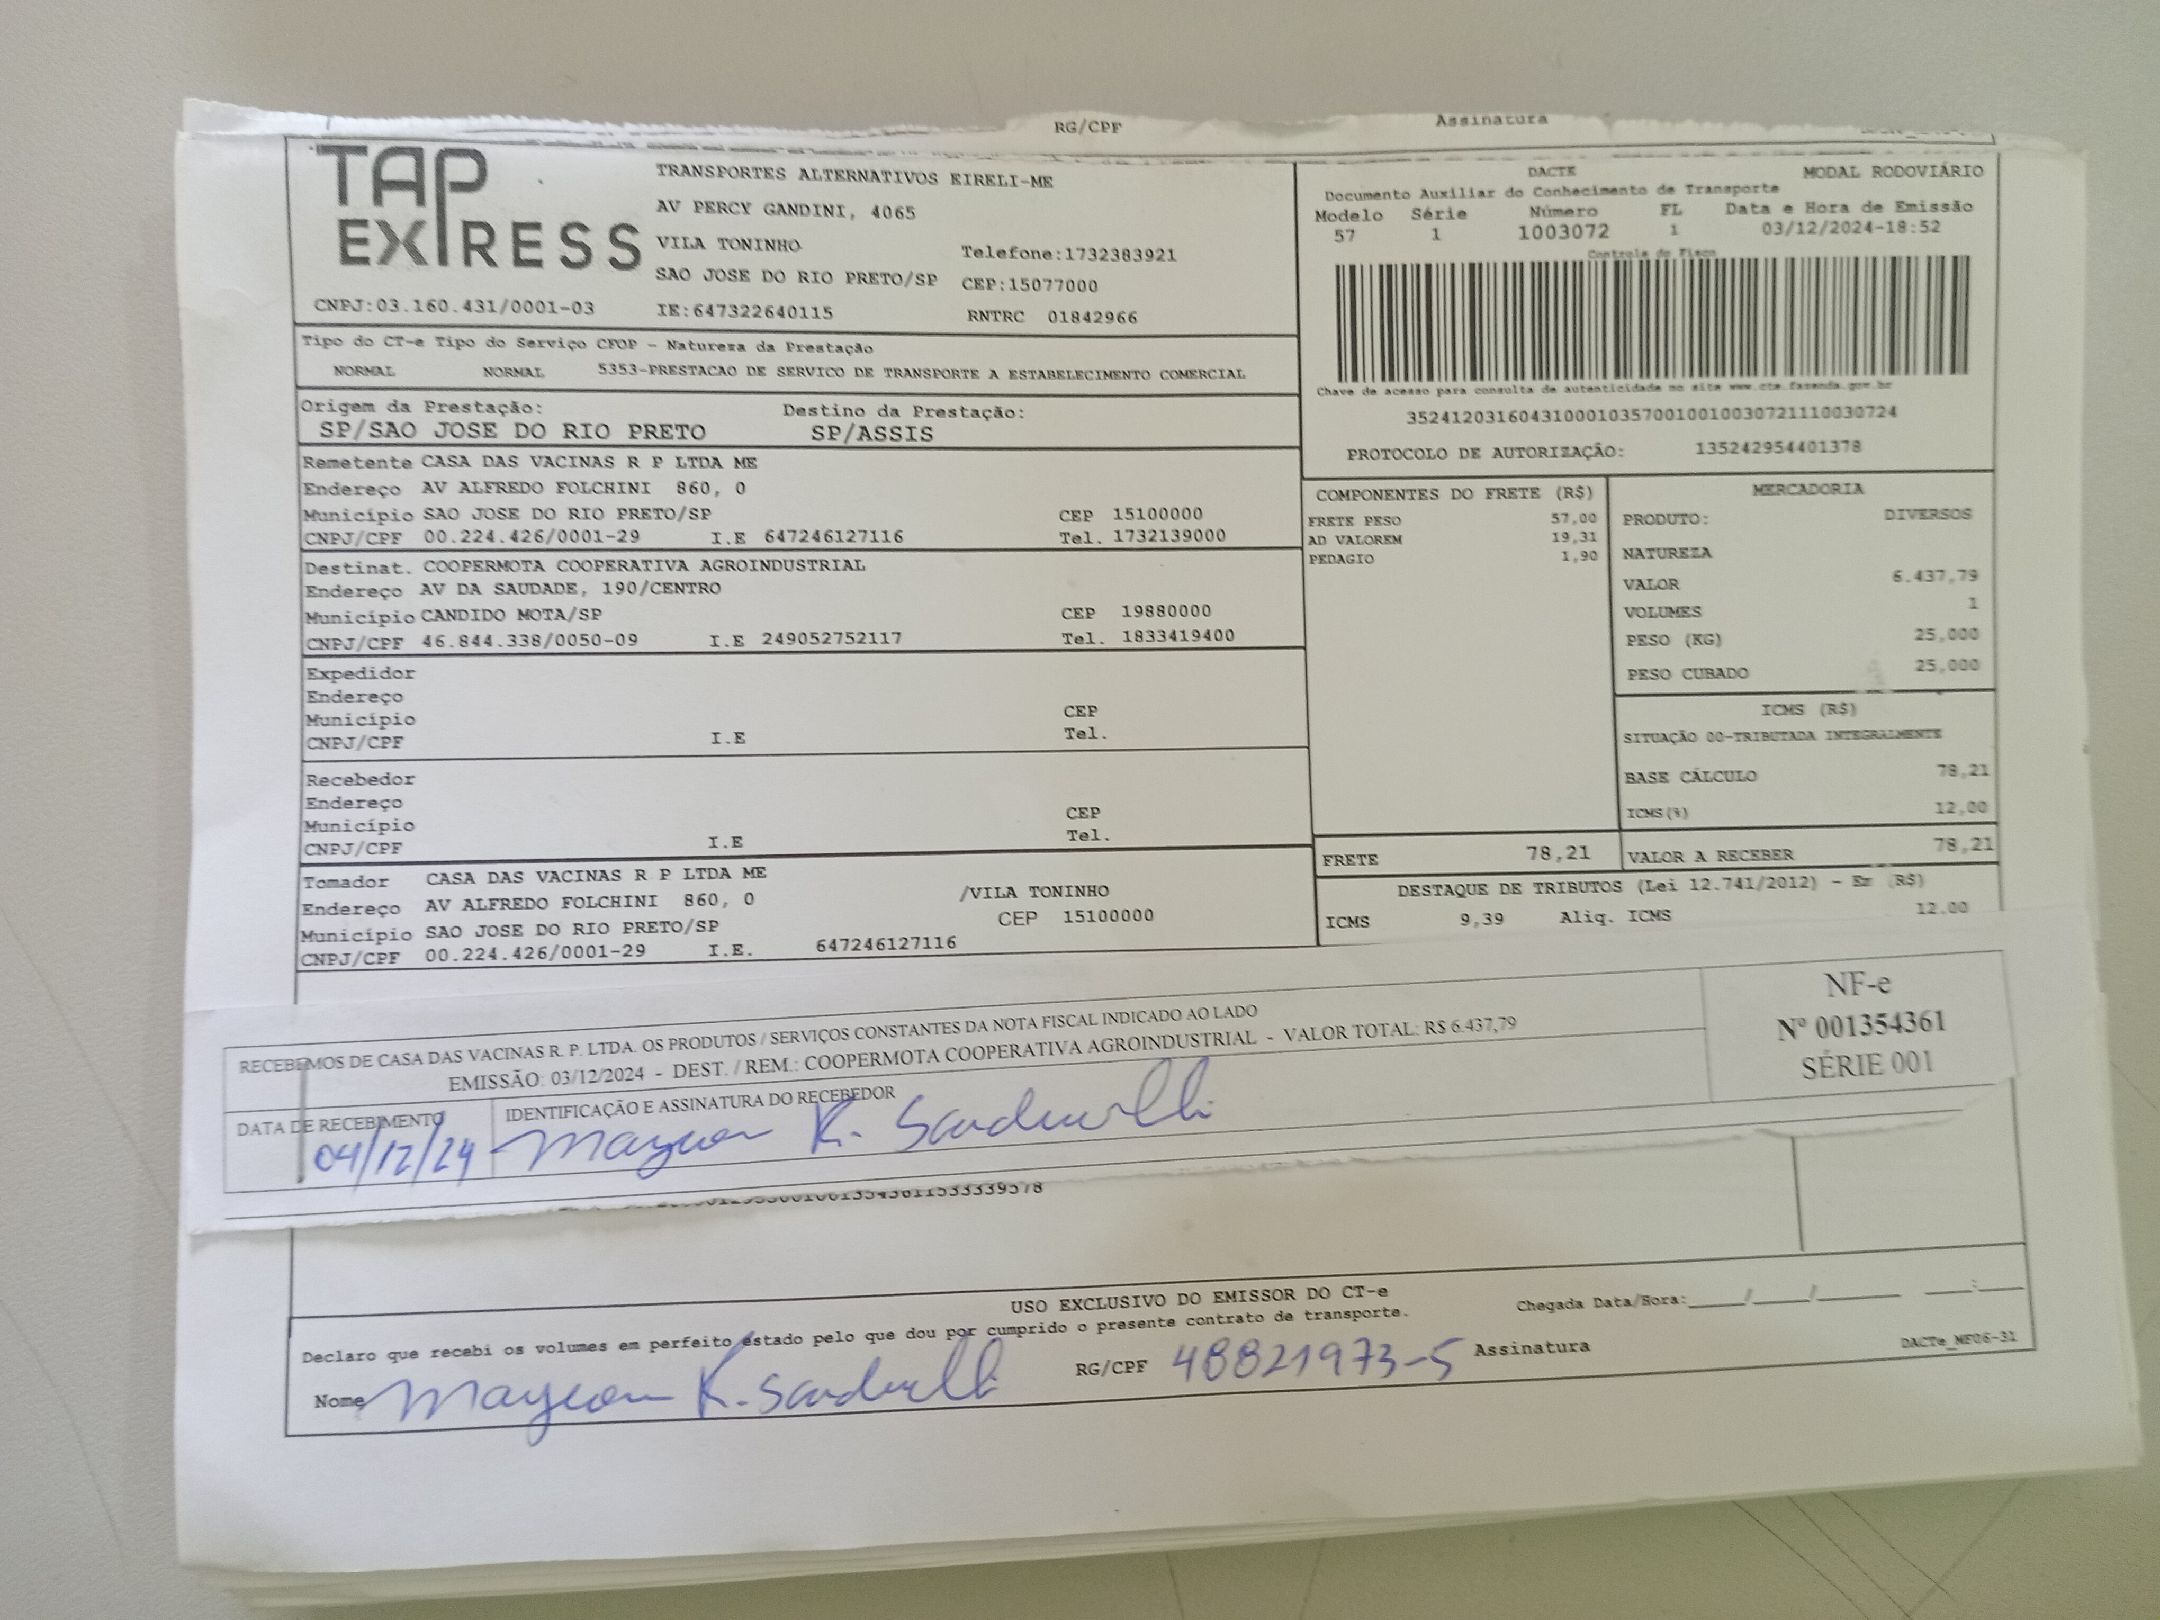 RG/CPF Assinatura
TAP EXPRESS
TRANSPORTES ALTERNATIVOS EIRELI-ME
AV PERCY GANDINI, 4065
VILA TONINHO Telefone:1732383921
SAO JOSE DO RIO PRETO/SP CEP:15077000
CNPJ:03.160.431/0001-03 IE:647322640115 RNTRC 01842966
DACTE MODAL RODOVIÁRIO
Documento Auxiliar do Conhecimento de Transporte
Modelo Série Número FL Data e Hora de Emissão
57 1 1003072 1 03/12/2024-18:52
Controle do Fisco
Chave de acesso para consulta de autenticidade no site www.cte.fazenda.gov.br
35241203160431000103570010010030721110030724
PROTOCOLO DE AUTORIZAÇÃO: 135242954401378
Tipo do CT-e Tipo do Serviço CFOP - Natureza da Prestação
NORMAL NORMAL 5353-PRESTACAO DE SERVICO DE TRANSPORTE A ESTABELECIMENTO COMERCIAL
Origem da Prestação: Destino da Prestação:
SP/SAO JOSE DO RIO PRETO SP/ASSIS
Remetente CASA DAS VACINAS R P LTDA ME
Endereço AV ALFREDO FOLCHINI 860, 0
Município SAO JOSE DO RIO PRETO/SP CEP 15100000
CNPJ/CPF 00.224.426/0001-29 I.E 647246127116 Tel. 1732139000
Destinat. COOPERMOTA COOPERATIVA AGROINDUSTRIAL
Endereço AV DA SAUDADE, 190/CENTRO
Município CANDIDO MOTA/SP CEP 19880000
CNPJ/CPF 46.844.338/0050-09 I.E 249052752117 Tel. 1833419400
Expedidor
Endereço
Município CEP
CNPJ/CPF I.E Tel.
Recebedor
Endereço
Município CEP
CNPJ/CPF I.E Tel.
Tomador CASA DAS VACINAS R P LTDA ME
Endereço AV ALFREDO FOLCHINI 860, 0 /VILA TONINHO
Município SAO JOSE DO RIO PRETO/SP CEP 15100000
CNPJ/CPF 00.224.426/0001-29 I.E. 647246127116
COMPONENTES DO FRETE (R$)
FRETE PESO 57,00
AD VALOREM 19,31
PEDAGIO 1,90
MERCADORIA
PRODUTO: DIVERSOS
NATUREZA
VALOR 6.437,79
VOLUMES 1
PESO (KG) 25,000
PESO CUBADO 25,000
ICMS (R$)
SITUAÇÃO 00-TRIBUTADA INTEGRALMENTE
BASE CÁLCULO 78,21
ICMS(%) 12,00
FRETE 78,21 VALOR A RECEBER 78,21
DESTAQUE DE TRIBUTOS (Lei 12.741/2012) - Em (R$)
ICMS 9,39 Aliq. ICMS 12.00
RECEBEMOS DE CASA DAS VACINAS R. P. LTDA. OS PRODUTOS / SERVIÇOS CONSTANTES DA NOTA FISCAL INDICADO AO LADO
EMISSÃO: 03/12/2024 - DEST. / REM.: COOPERMOTA COOPERATIVA AGROINDUSTRIAL - VALOR TOTAL: R$ 6.437,79
NF-e
Nº 001354361
SÉRIE 001
DATA DE RECEBIMENTO IDENTIFICAÇÃO E ASSINATURA DO RECEBEDOR
04/12/24 Maycon K.
USO EXCLUSIVO DO EMISSOR DO CT-e
Declaro que recebi os volumes em perfeito estado pelo que dou por cumprido o presente contrato de transporte. Chegada Data/Hora:____/____/______ ____:____
Nome Maycon K. RG/CPF 48821973-5 Assinatura
DACTe_MF06-31